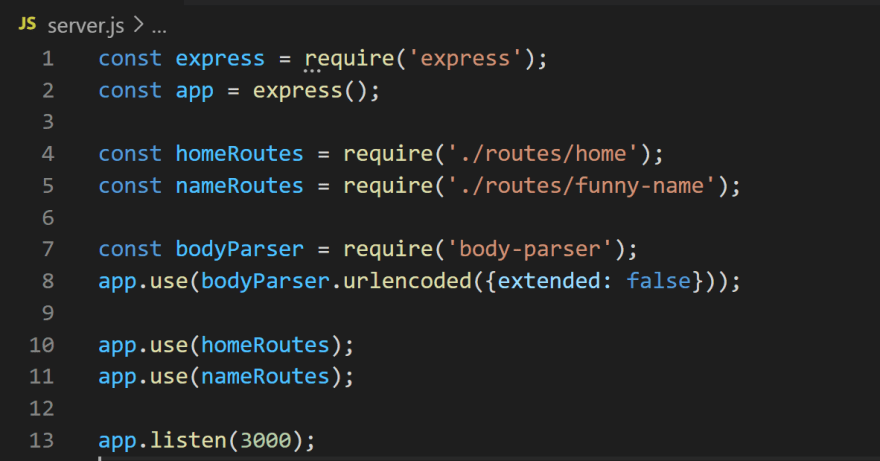 JS server.js > ...
1 const express = require('express');
2 const app = express();
3
4 const homeRoutes = require('./routes/home');
5 const nameRoutes = require('./routes/funny-name');
6
7 const bodyParser = require('body-parser');
8 app.use(bodyParser.urlencoded({extended: false}));
9
10 app.use(homeRoutes);
11 app.use(nameRoutes);
12
13 app.listen(3000);